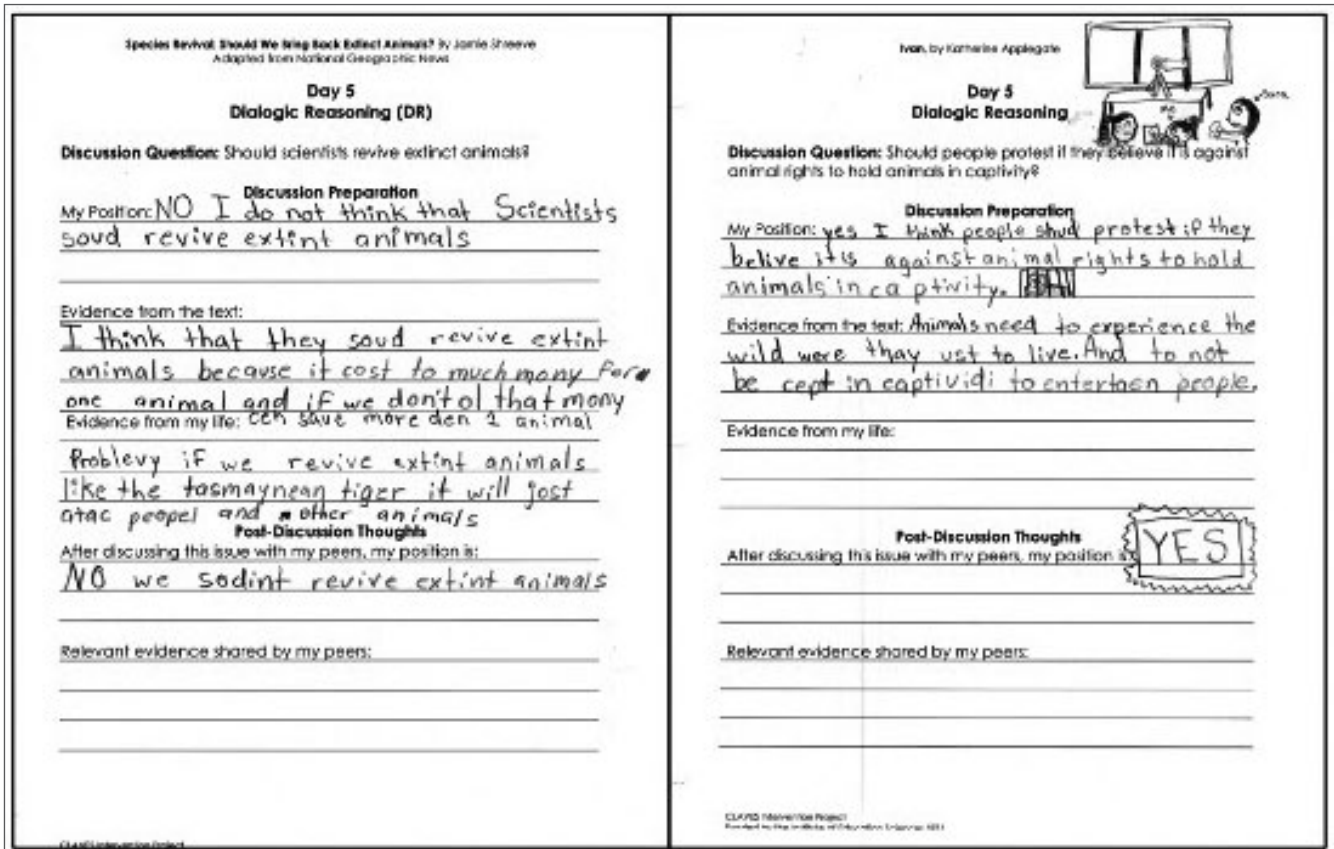 Species Revival: Should We Bring Back Extinct Animals? By Jamie Shreeve
Adapted from National Geographic News
Day 5
Dialogic Reasoning (DR)
Discussion Question: Should scientists revive extinct animals?
Discussion Preparation
My Position: NO I do not think that Scientists
soud revive extint animals
Evidence from the text:
I think that they soud revive extint
animals because it cost to much mony for
one animal and if we don't ol that mony
Evidence from my life: cen save more den 1 animal
Problevy if we revive extint animals
like the tasmaynean tiger it will jost
atac peopel and other animals
Post-Discussion Thoughts
After discussing this issue with my peers, my position is:
NO we sodint revive extint animals
Relevant evidence shared by my peers:
CLAVES Intervention Project
Ivan, by Katherine Applegate
Day 5
Dialogic Reasoning
me
Discussion Question: Should people protest if they believe it is against
animal rights to hold animals in captivity?
Discussion Preparation
My Position: yes I think people shud protest if they
belive it is against animal rights to hold
animals in captivity.
Evidence from the text: Animals need to experience the
wild were thay ust to live. And to not
be cept in captividi to entertaen people.
Evidence from my life:
Post-Discussion Thoughts
After discussing this issue with my peers, my position is
YES
Relevant evidence shared by my peers:
CLAVES Intervention Project